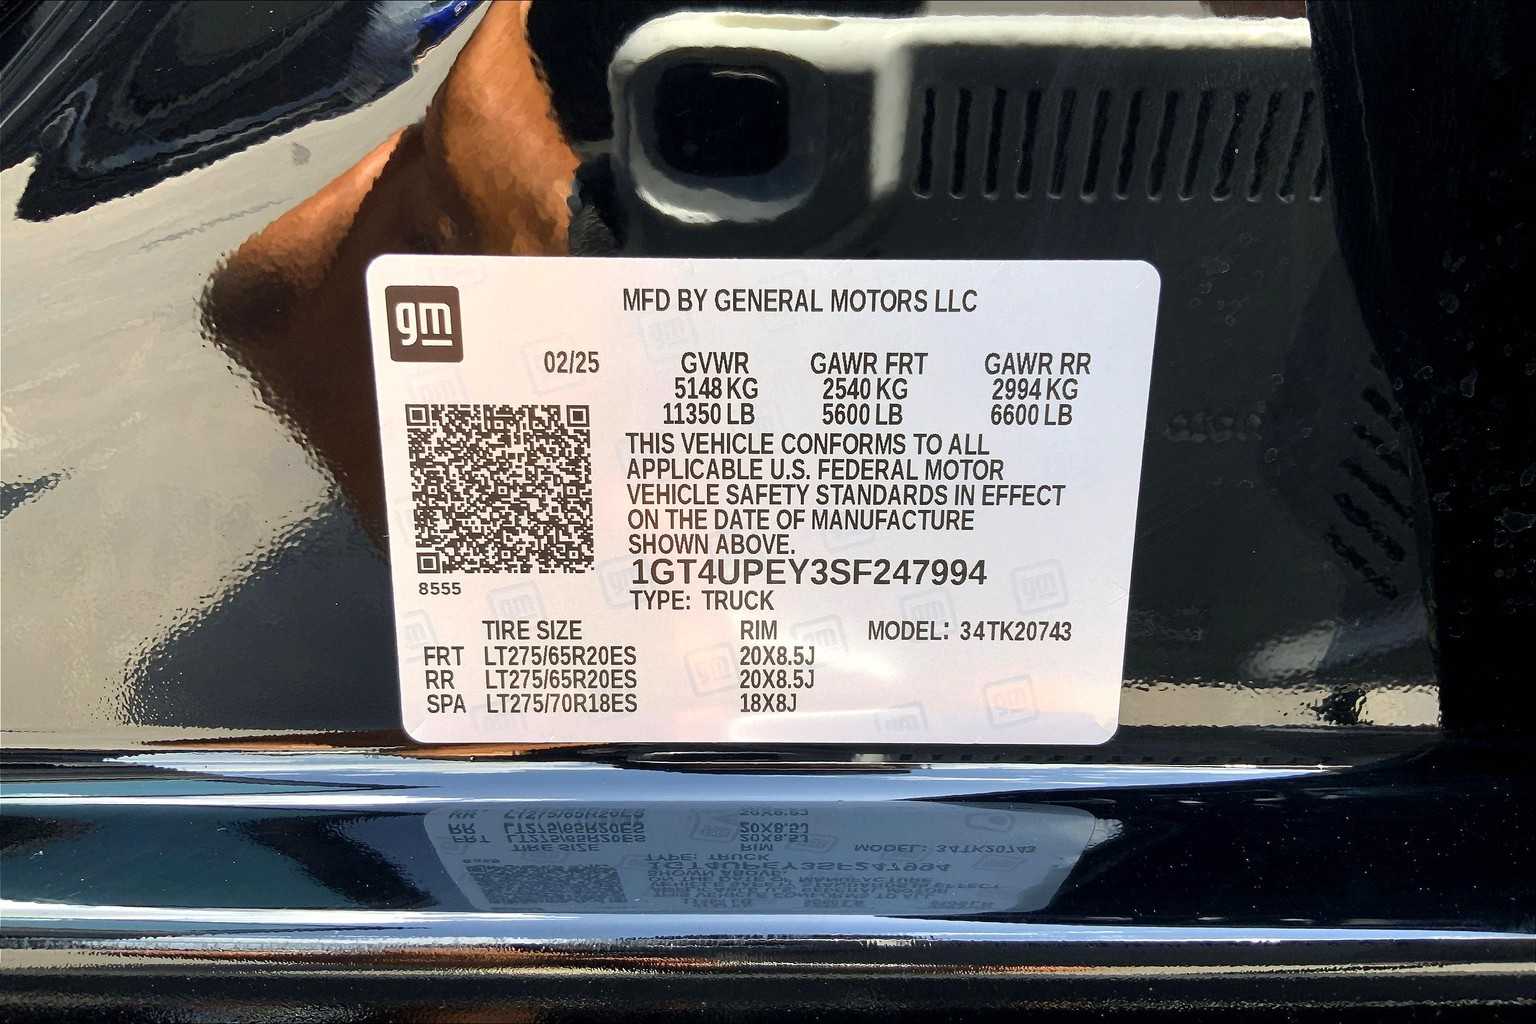 gm
MFD BY GENERAL MOTORS LLC
02/25 GVWR GAWR FRT GAWR RR
5148 KG 2540 KG 2994 KG
11350 LB 5600 LB 6600 LB
THIS VEHICLE CONFORMS TO ALL
APPLICABLE U.S. FEDERAL MOTOR
VEHICLE SAFETY STANDARDS IN EFFECT
ON THE DATE OF MANUFACTURE
SHOWN ABOVE.
8555
1GT4UPEY3SF247994
TYPE: TRUCK
TIRE SIZE RIM MODEL: 34TK20743
FRT LT275/65R20ES 20X8.5J
RR LT275/65R20ES 20X8.5J
SPA LT275/70R18ES 18X8J